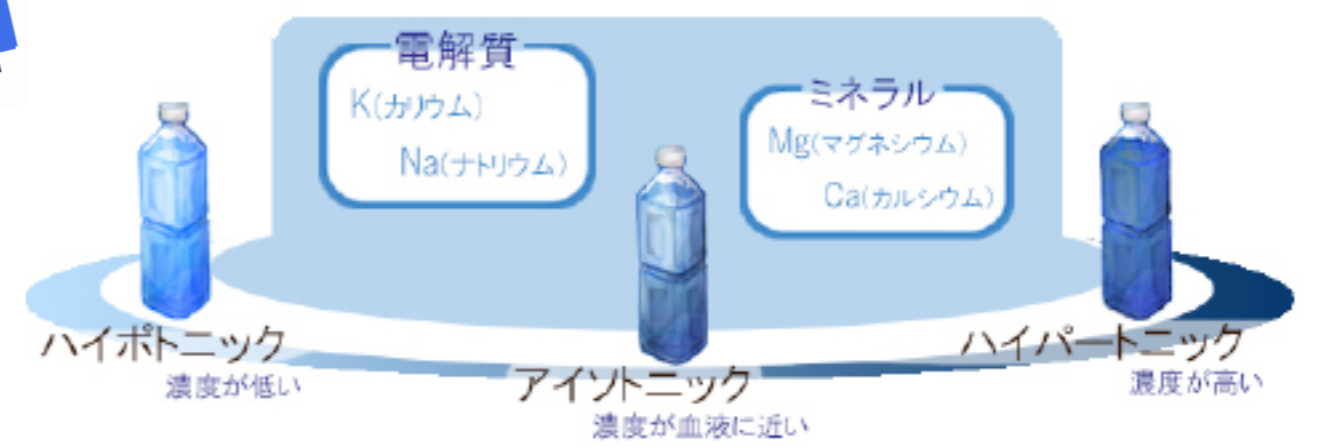 電解質
K(カリウム)
Na(ナトリウム)
ミネラル
Mg(マグネシウム)
Ca(カルシウム)
ハイポトニック
濃度が低い
アイソトニック
濃度が血液に近い
ハイパートニック
濃度が高い